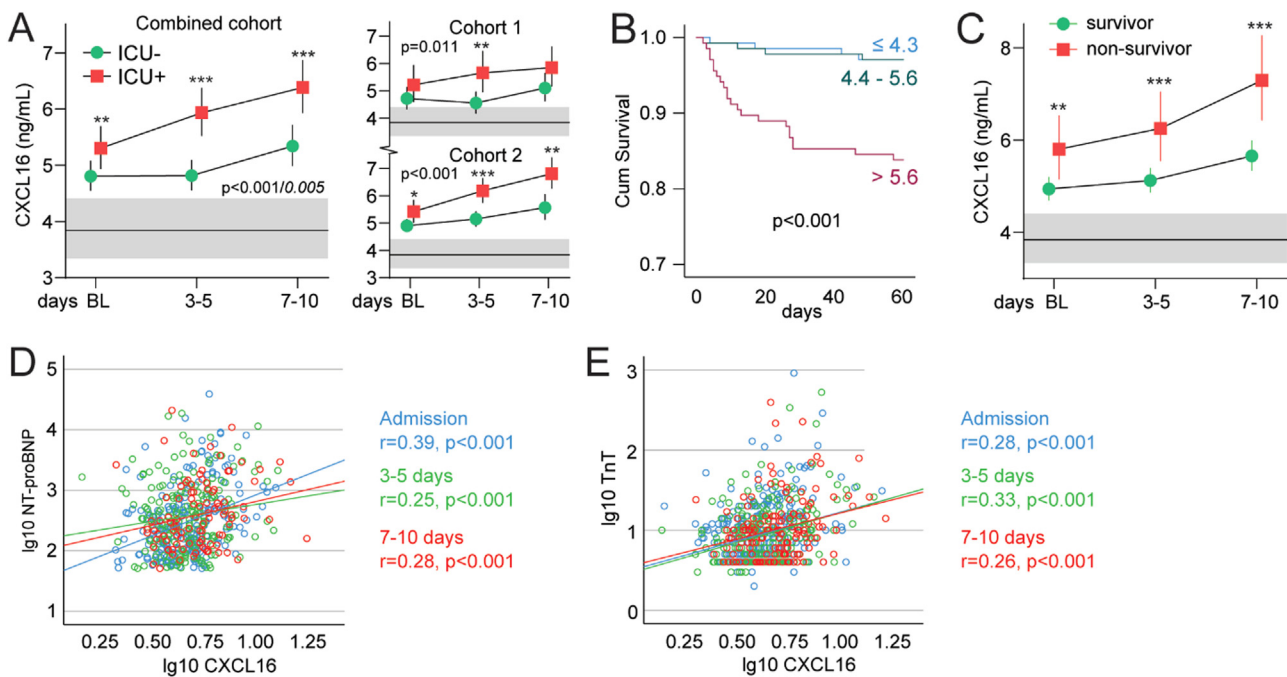 A
Combined cohort
ICU-
ICU+
CXCL16 (ng/mL)
7
6
5
4
3
**
***
***
p<0.001/0.005
days BL 3-5 7-10
Cohort 1
p=0.011
**
7
6
5
4
Cohort 2
p<0.001
*
***
**
7
6
5
4
3
days BL 3-5 7-10
B
Cum Survival
1.0
0.9
0.8
0.7
≤ 4.3
4.4 - 5.6
> 5.6
p<0.001
0 20 40 60
days
C
survivor
non-survivor
CXCL16 (ng/mL)
8
6
4
**
***
***
days BL 3-5 7-10
D
lg10 NT-proBNP
5
4
3
2
1
0.25 0.50 0.75 1.00 1.25
lg10 CXCL16
Admission
r=0.39, p<0.001
3-5 days
r=0.25, p<0.001
7-10 days
r=0.28, p<0.001
E
lg10 TnT
3
2
1
0
0.25 0.50 0.75 1.00 1.25
lg10 CXCL16
Admission
r=0.28, p<0.001
3-5 days
r=0.33, p<0.001
7-10 days
r=0.26, p<0.001